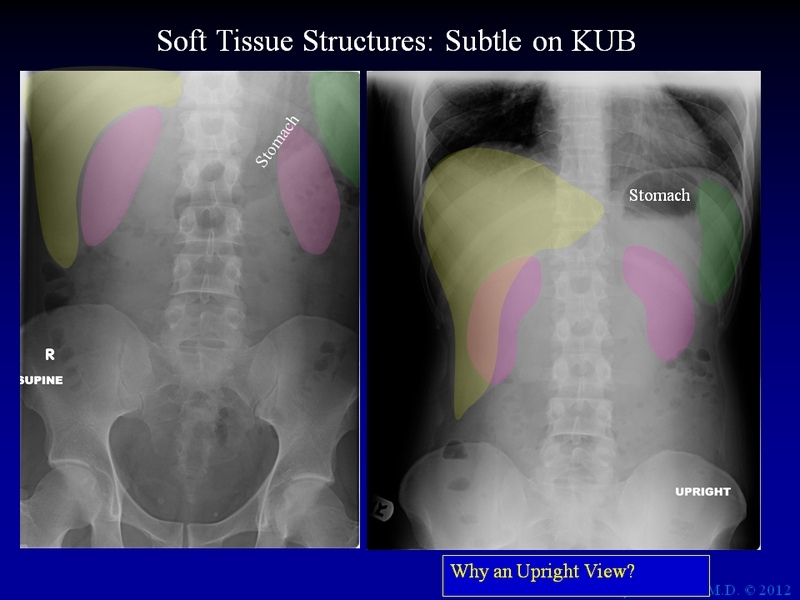 Soft Tissue Structures: Subtle on KUB
Stomach
R
SUPINE
Stomach
UPRIGHT
Why an Upright View?
M.D. © 2012